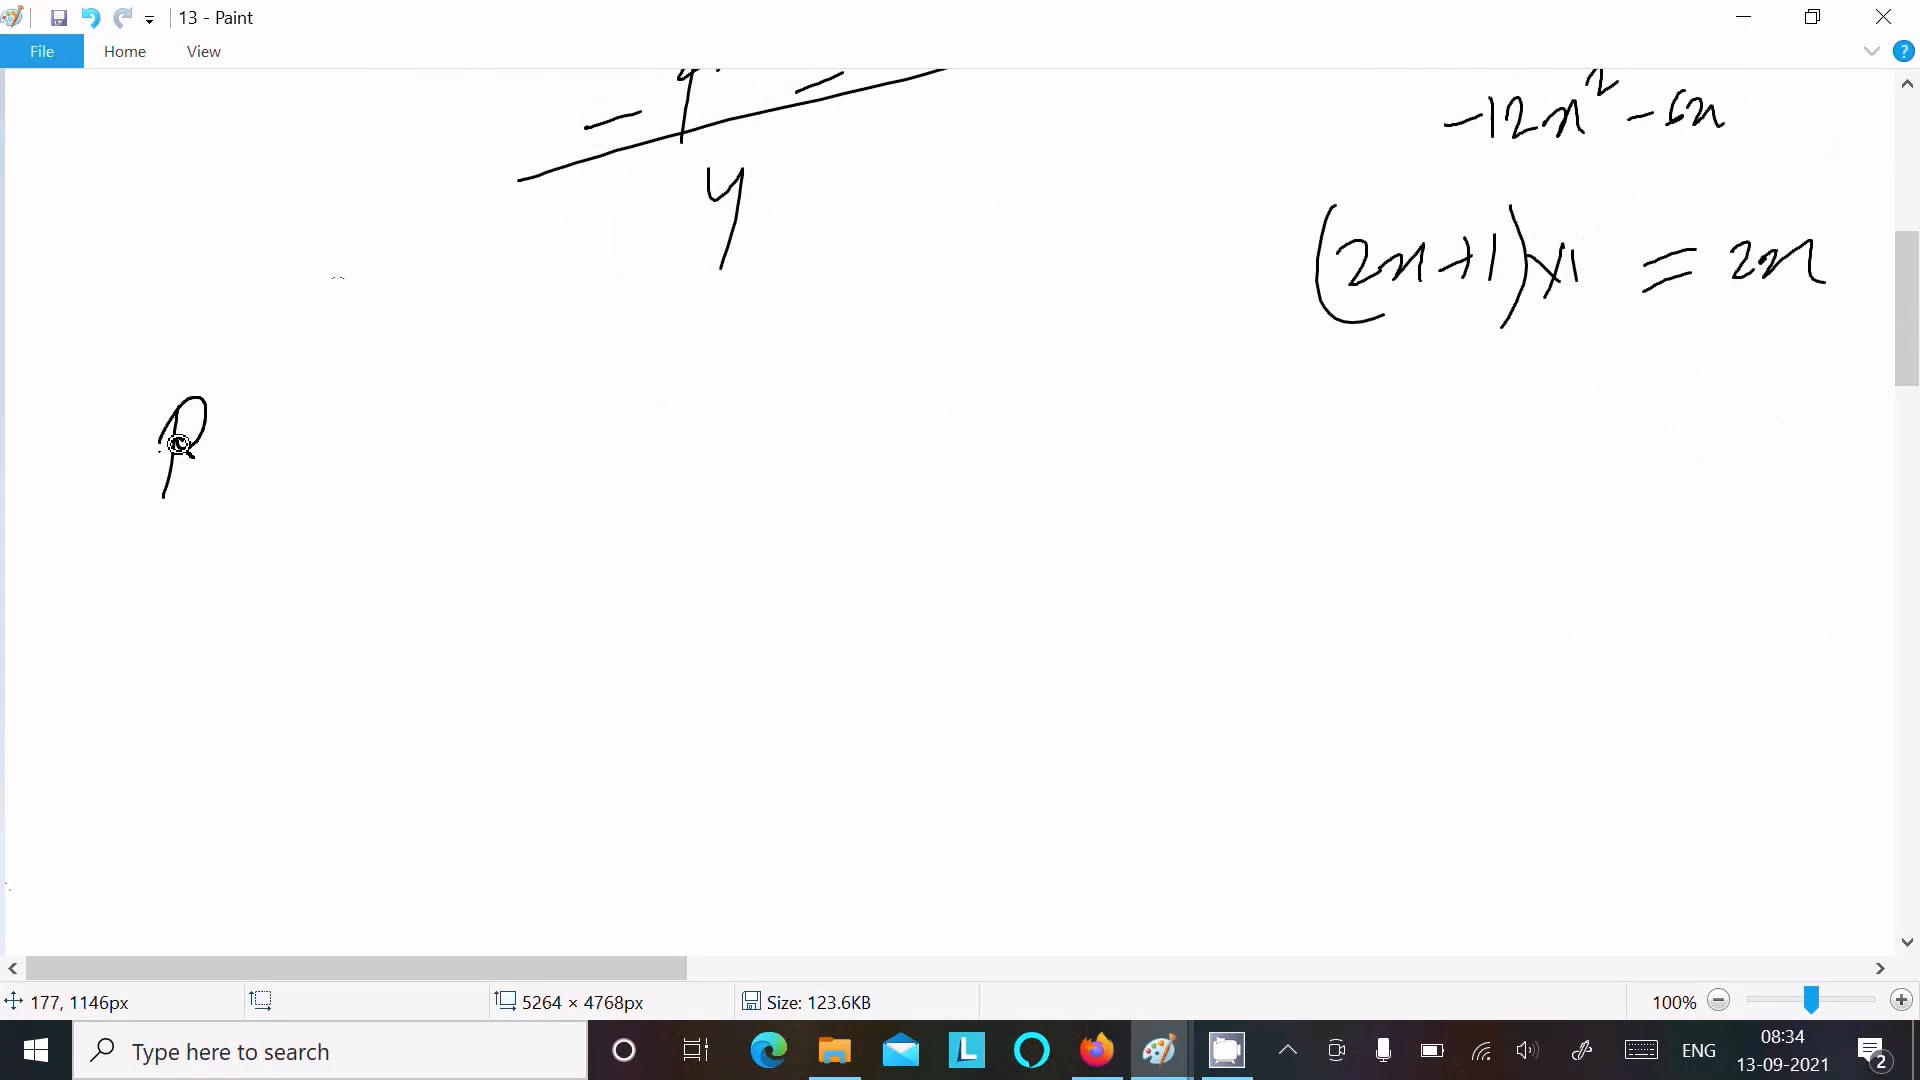 13 - Paint
File Home View
-12x² - 6x
y
(2x+1)×1 = 2x
P
177, 1146px
5264 × 4768px
Size: 123.6KB
100%
Type here to search
L
ENG
08:34
13-09-2021
2